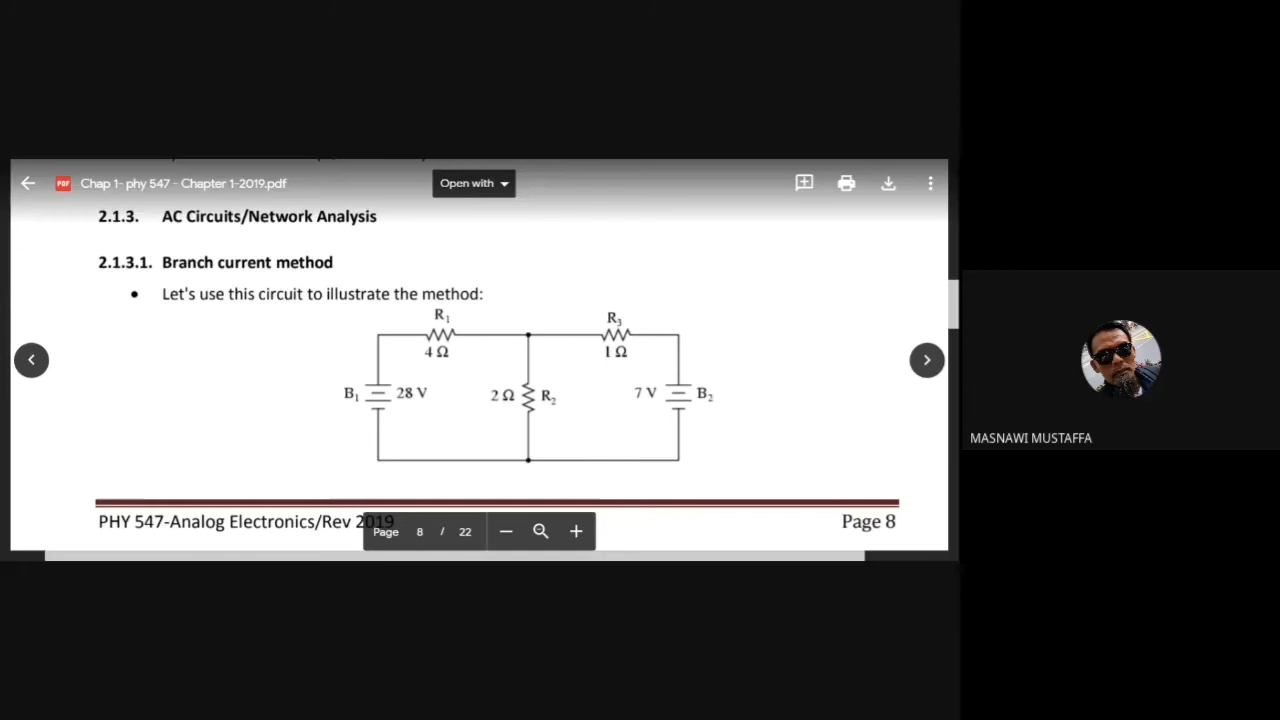 PDF Chap 1- phy 547 - Chapter 1-2019.pdf
Open with
2.1.3. AC Circuits/Network Analysis
2.1.3.1. Branch current method
• Let's use this circuit to illustrate the method:
R1 R3
4 Ω 1 Ω
B1 28 V 2 Ω R2 7 V B2
MASNAWI MUSTAFFA
PHY 547-Analog Electronics/Rev 2019
Page 8
Page 8 / 22